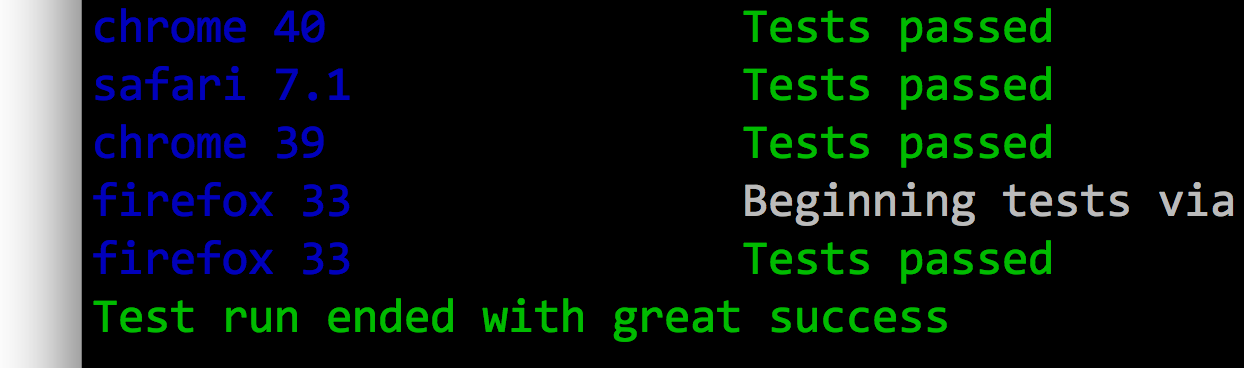 chrome 40 Tests passed
safari 7.1 Tests passed
chrome 39 Tests passed
firefox 33 Beginning tests via
firefox 33 Tests passed
Test run ended with great success